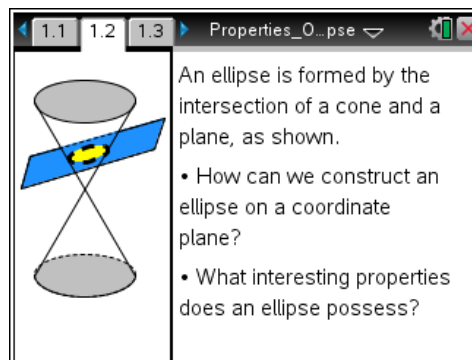 1.1 1.2 1.3 Properties_O...pse
An ellipse is formed by the
intersection of a cone and a
plane, as shown.
• How can we construct an
ellipse on a coordinate
plane?
• What interesting properties
does an ellipse possess?